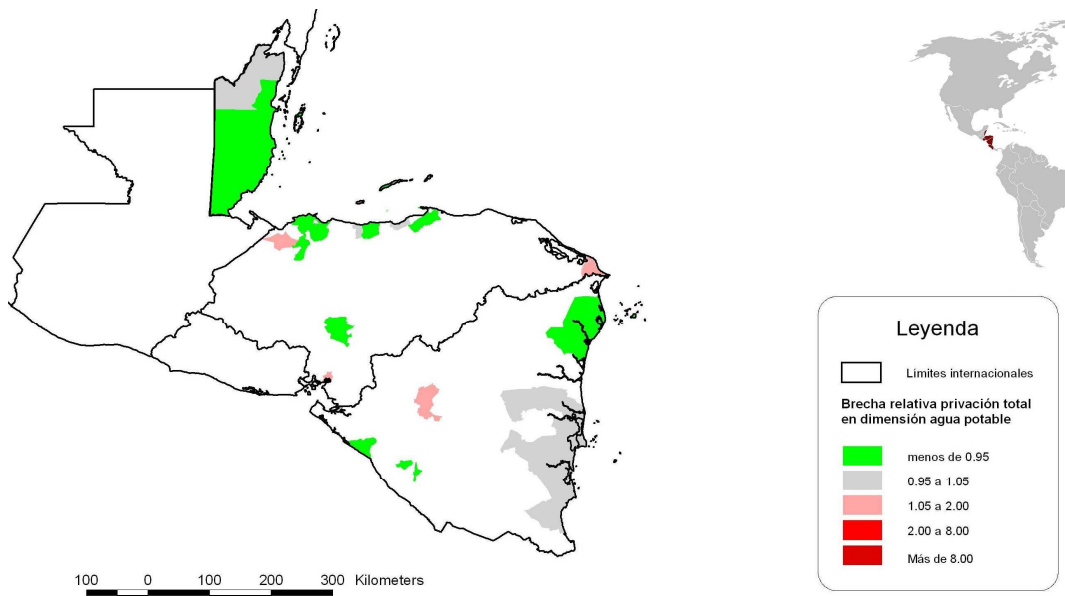 Leyenda
Límites internacionales
Brecha relativa privación total
en dimensión agua potable
menos de 0.95
0.95 a 1.05
1.05 a 2.00
2.00 a 8.00
Más de 8.00
100 0 100 200 300 Kilometers